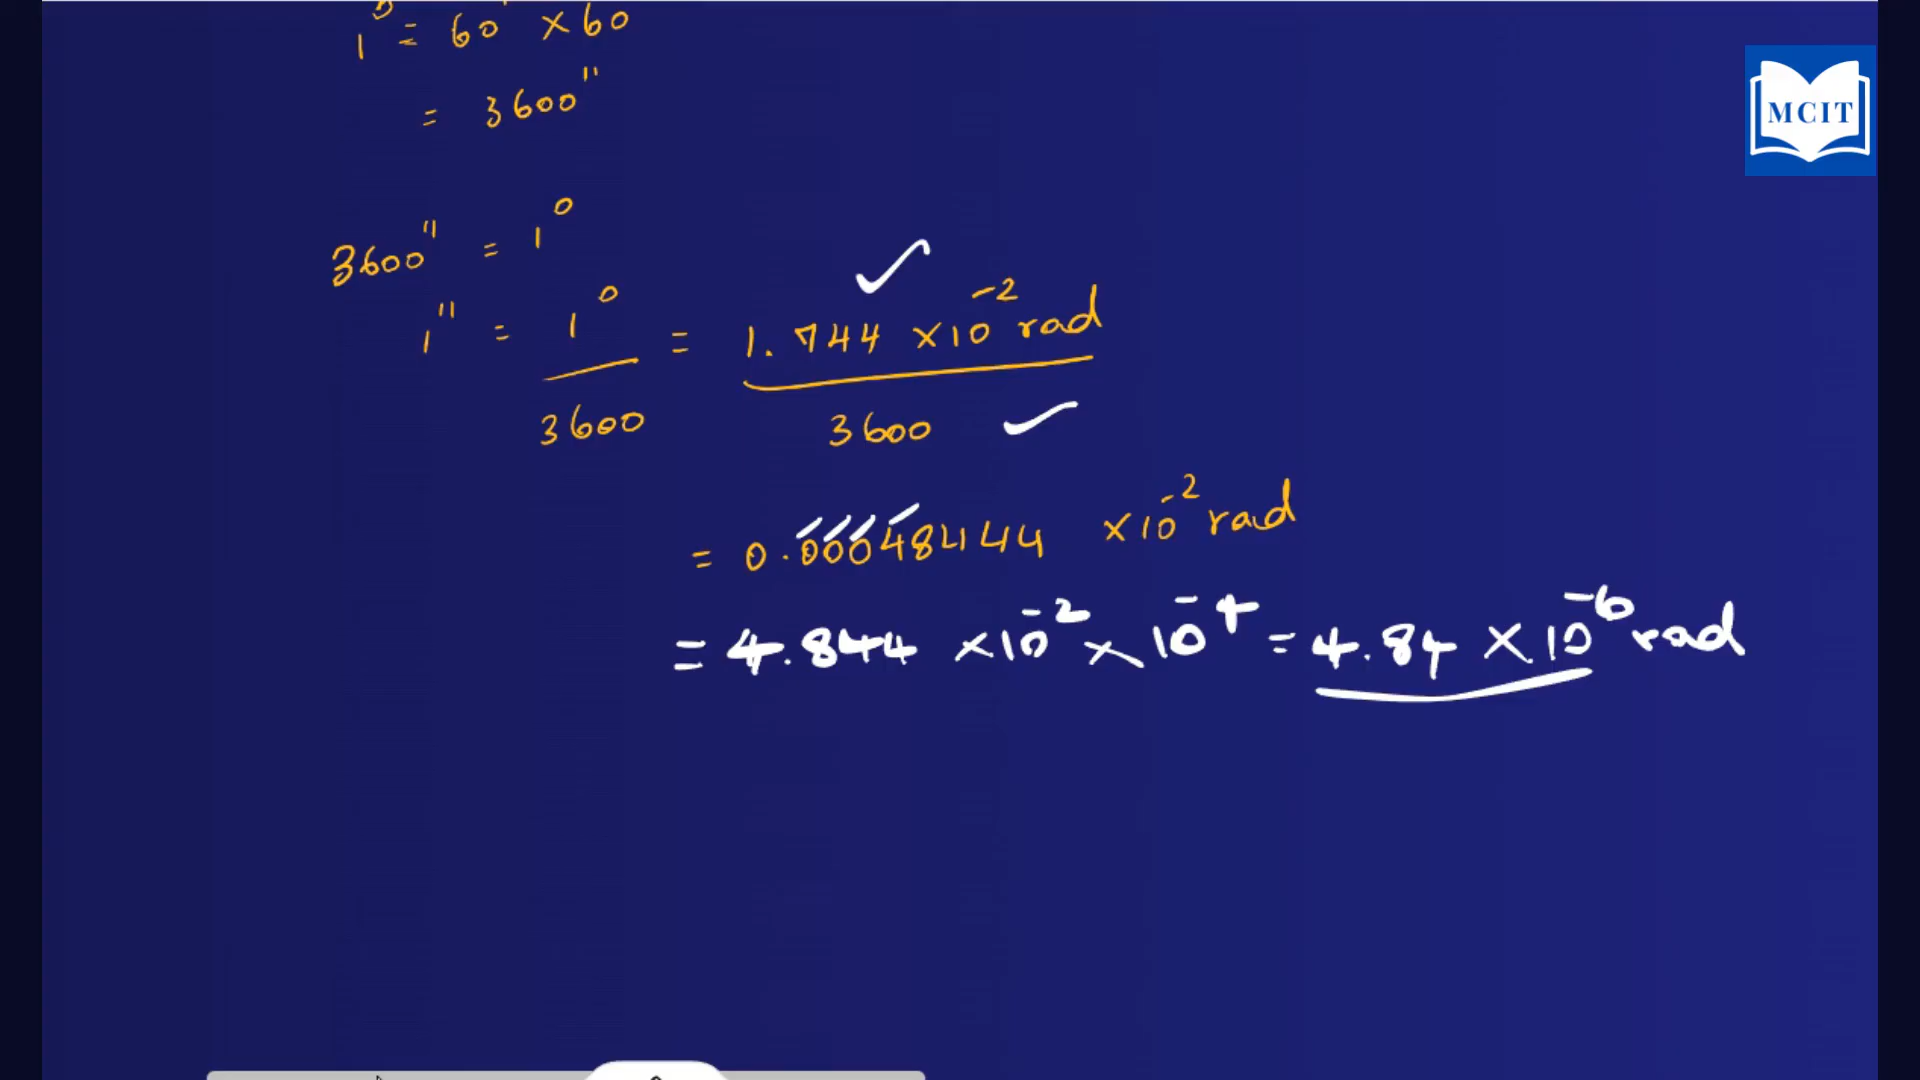 1° = 60' × 60
= 3600"
MCIT
3600" = 1°
1" = 1°/3600 = 1.744 × 10⁻² rad/3600
= 0.00048444 × 10⁻² rad
= 4.844 × 10⁻² × 10⁻⁴ = 4.84 × 10⁻⁶ rad